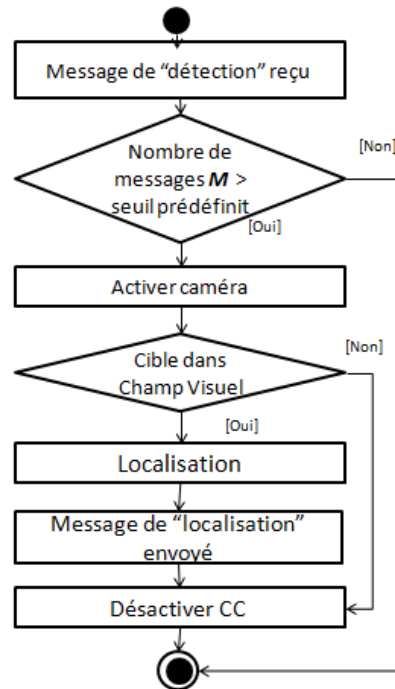 Message de “détection” reçu
Nombre de
messages M >
seuil prédéfinit
[Non]
[Oui]
Activer caméra
Cible dans
Champ Visuel
[Non]
[Oui]
Localisation
Message de “localisation”
envoyé
Désactiver CC